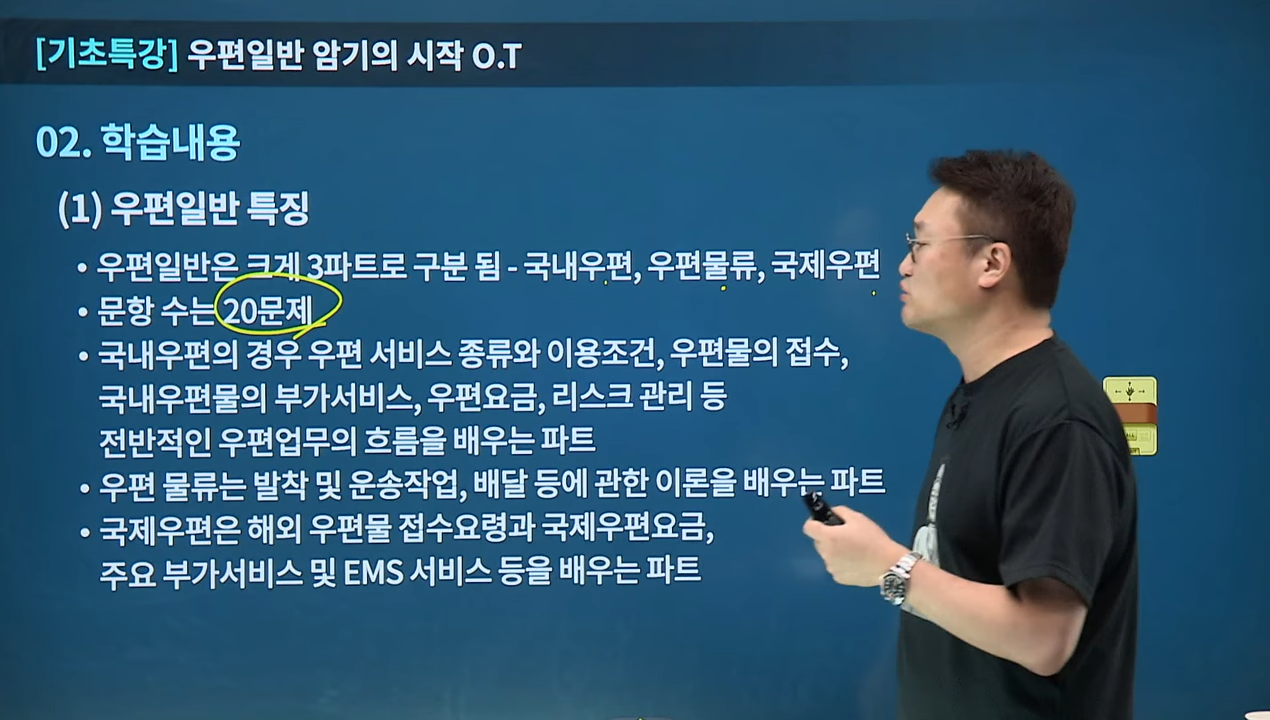 [기초특강] 우편일반 암기의 시작 O.T
02. 학습내용
(1) 우편일반 특징
• 우편일반은 크게 3파트로 구분 됨 - 국내우편, 우편물류, 국제우편
• 문항 수는 20문제
• 국내우편의 경우 우편 서비스 종류와 이용조건, 우편물의 접수,
국내우편물의 부가서비스, 우편요금, 리스크 관리 등
전반적인 우편업무의 흐름을 배우는 파트
• 우편 물류는 발착 및 운송작업, 배달 등에 관한 이론을 배우는 파트
• 국제우편은 해외 우편물 접수요령과 국제우편요금,
주요 부가서비스 및 EMS 서비스 등을 배우는 파트